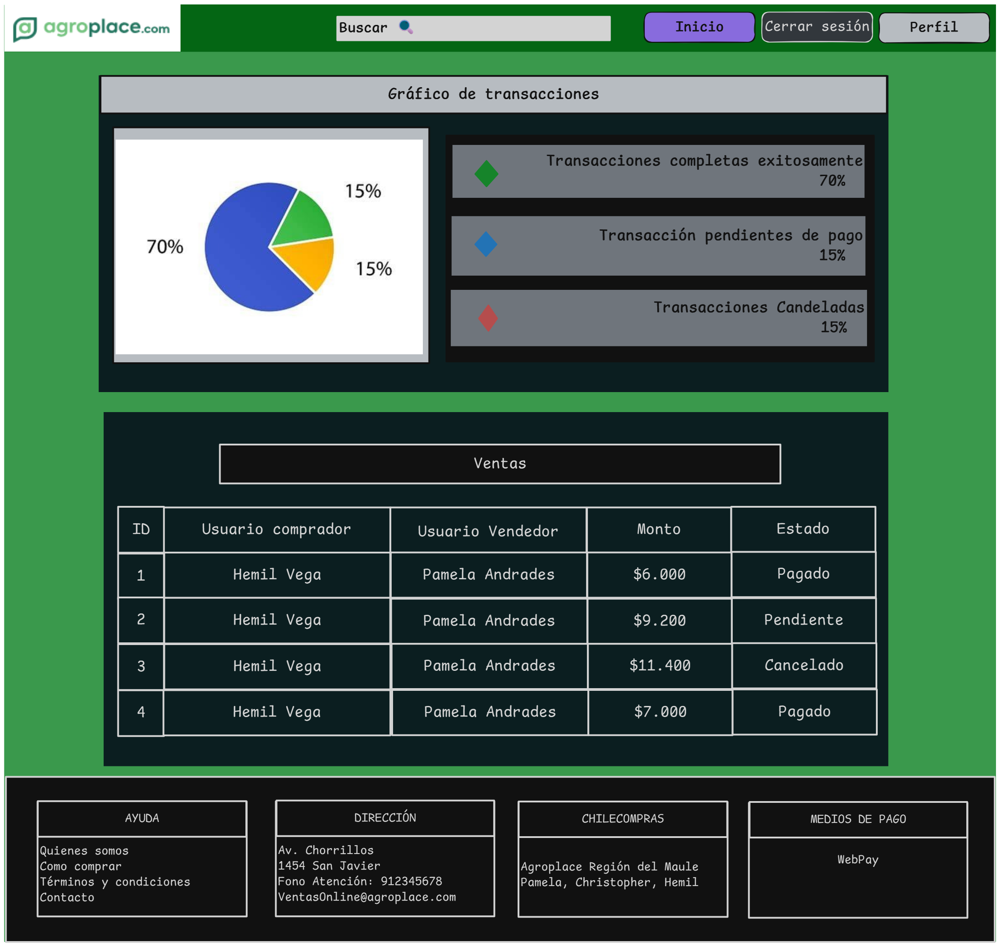 agroplace.com
Buscar
Inicio
Cerrar sesión
Perfil
Gráfico de transacciones
15%
70%
15%
Transacciones completas exitosamente
70%
Transacción pendientes de pago
15%
Transacciones Candeladas
15%
Ventas
ID Usuario comprador Usuario Vendedor Monto Estado
1 Hemil Vega Pamela Andrades $6.000 Pagado
2 Hemil Vega Pamela Andrades $9.200 Pendiente
3 Hemil Vega Pamela Andrades $11.400 Cancelado
4 Hemil Vega Pamela Andrades $7.000 Pagado
AYUDA
Quienes somos
Como comprar
Términos y condiciones
Contacto
DIRECCIÓN
Av. Chorrillos
1454 San Javier
Fono Atención: 912345678
VentasOnline@agroplace.com
CHILECOMPRAS
Agroplace Región del Maule
Pamela, Christopher, Hemil
MEDIOS DE PAGO
WebPay